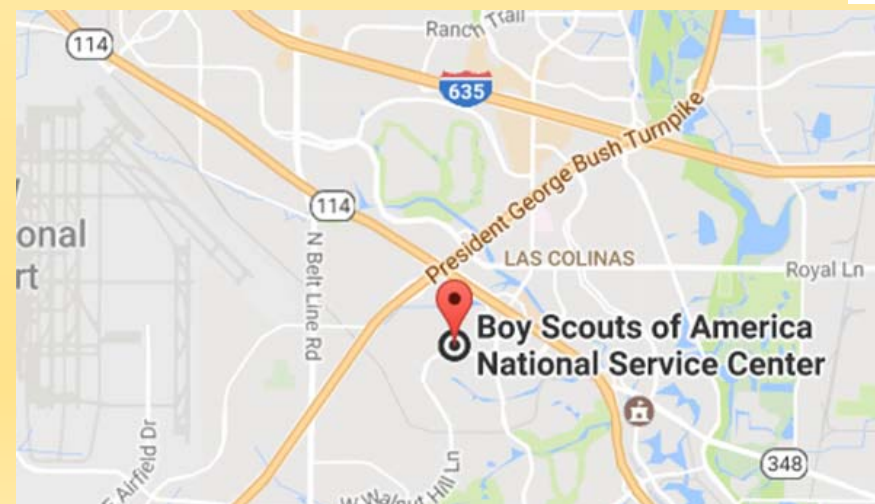 Ranch Trail
114
635
President George Bush Turnpike
114
onal
rt
N Belt Line Rd
LAS COLINAS
Royal Ln
Boy Scouts of America
National Service Center
Airfield Dr
W Walnut Hill Ln
348